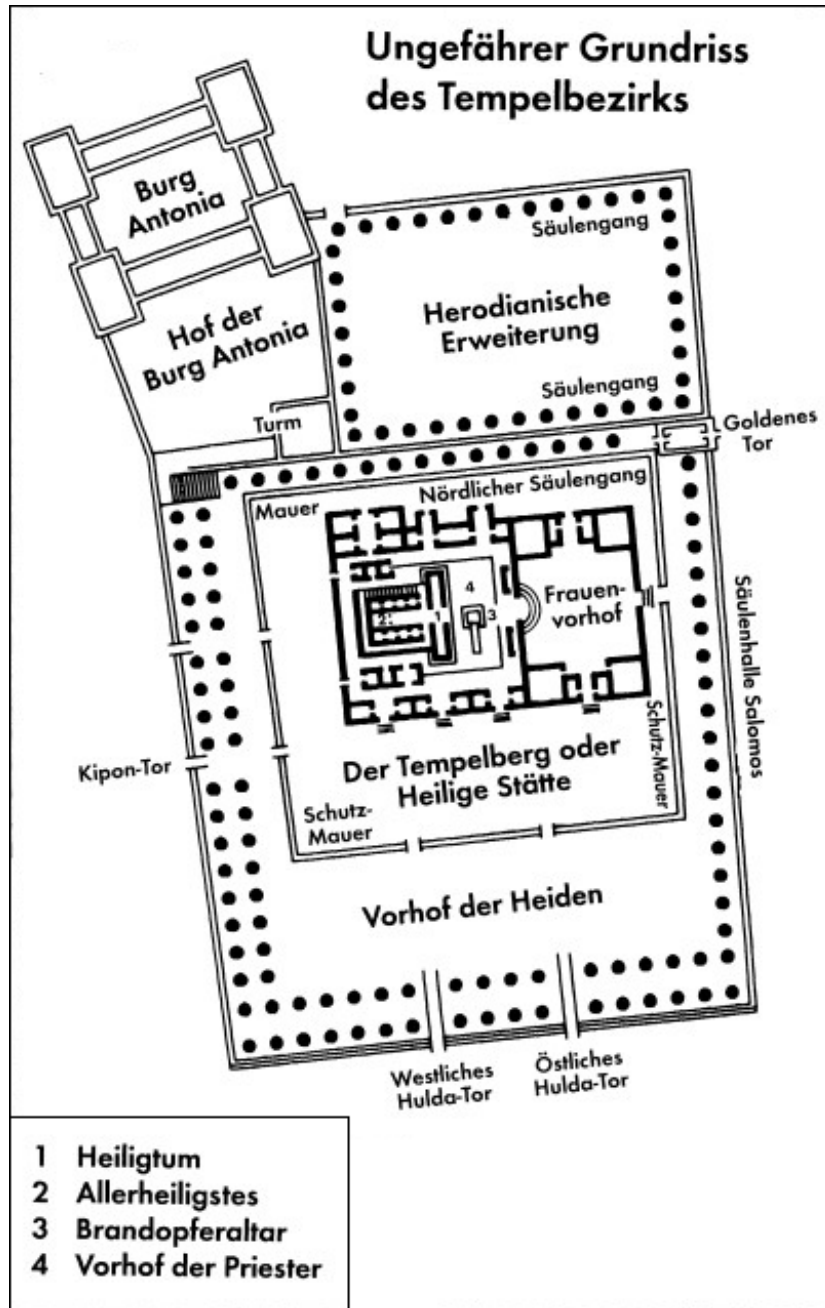 Ungefährer Grundriss
des Tempelbezirks
Burg
Antonia
Säulengang
Hof der
Burg Antonia
Herodianische
Erweiterung
Säulengang
Turm
Goldenes
Tor
Mauer
Nördlicher Säulengang
4
Frauen-
vorhof
2:
1
3
Säulenhalle Salomos
Schutz-Mauer
Kipon-Tor
Der Tempelberg oder
Heilige Stätte
Schutz-
Mauer
Vorhof der Heiden
Westliches
Hulda-Tor
Östliches
Hulda-Tor
1 Heiligtum
2 Allerheiligstes
3 Brandopferaltar
4 Vorhof der Priester